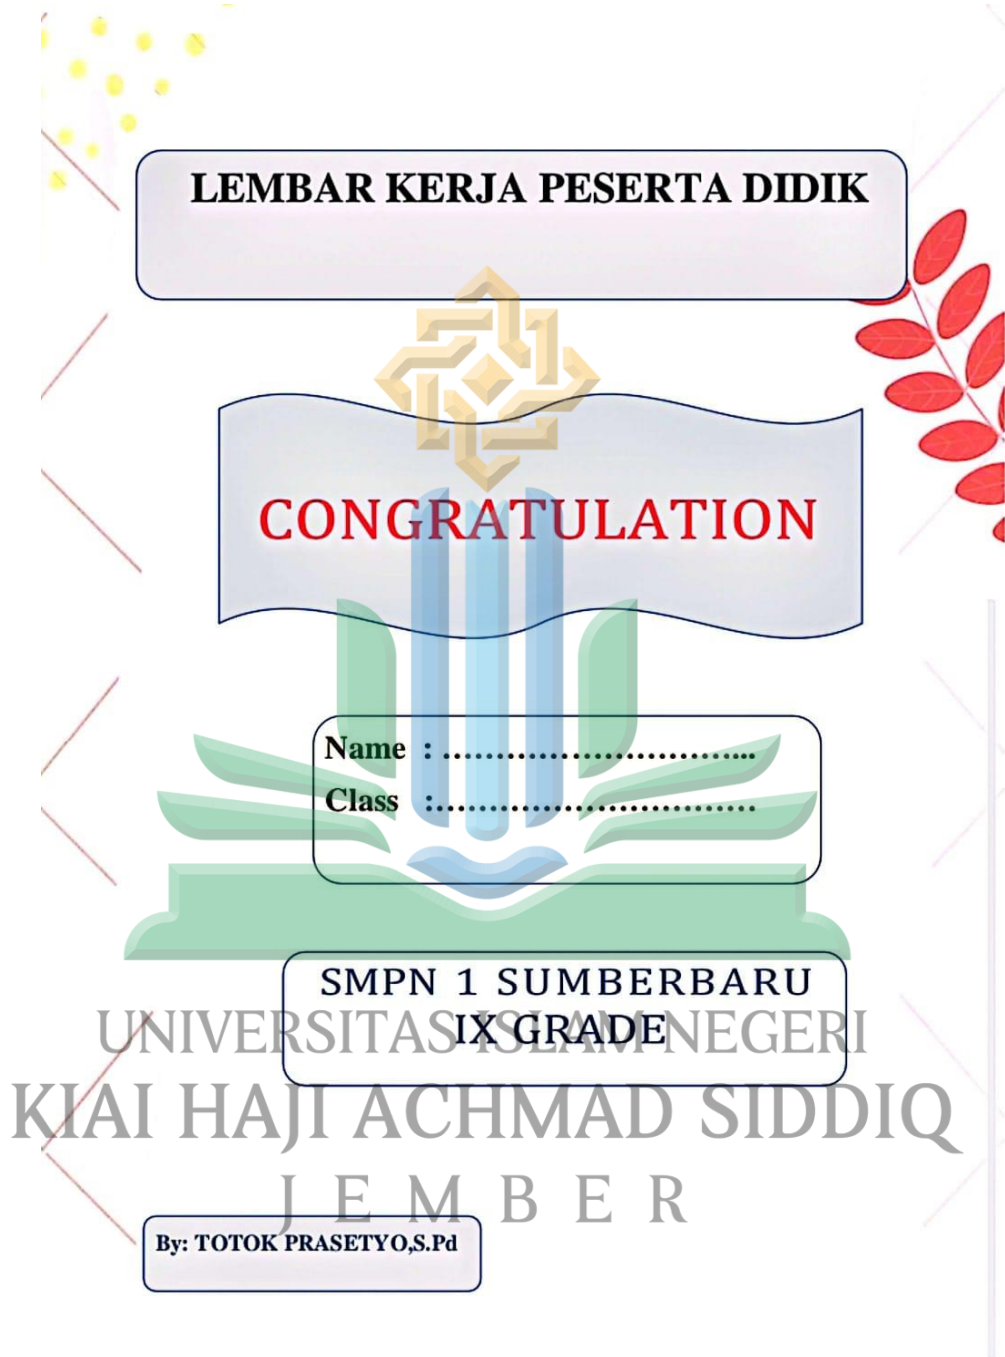 LEMBAR KERJA PESERTA DIDIK
CONGRATULATION
Name : ...............................
Class :...............................
SMPN 1 SUMBERBARU
IX GRADE
UNIVERSITAS ISLAM NEGERI
KIAI HAJI ACHMAD SIDDIQ
JEMBER
By: TOTOK PRASETYO,S.Pd